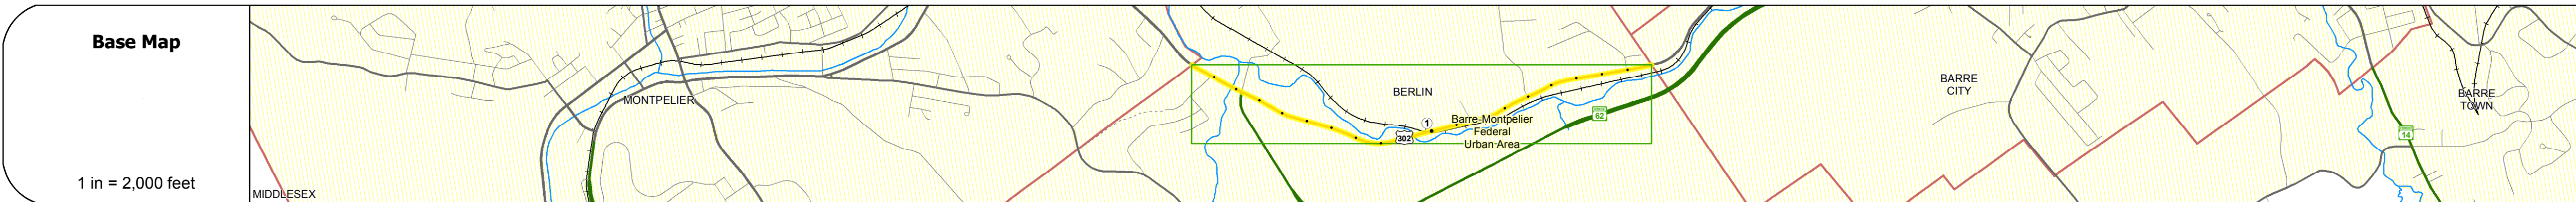 Base Map
1 in = 2,000 feet
MIDDLESEX
MONTPELIER
BERLIN
1
302
Barre-Montpelier
Federal
Urban Area
62
BARRE
CITY
BARRE
TOWN
14